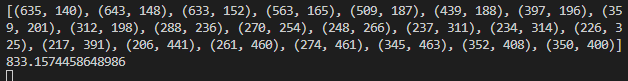 [(635, 140), (643, 148), (633, 152), (563, 165), (509, 187), (439, 188), (397, 196), (35
9, 201), (312, 198), (288, 236), (270, 254), (248, 266), (237, 311), (234, 314), (226, 3
25), (217, 391), (206, 441), (261, 460), (274, 461), (345, 463), (352, 408), (350, 400)]
833.1574458648986